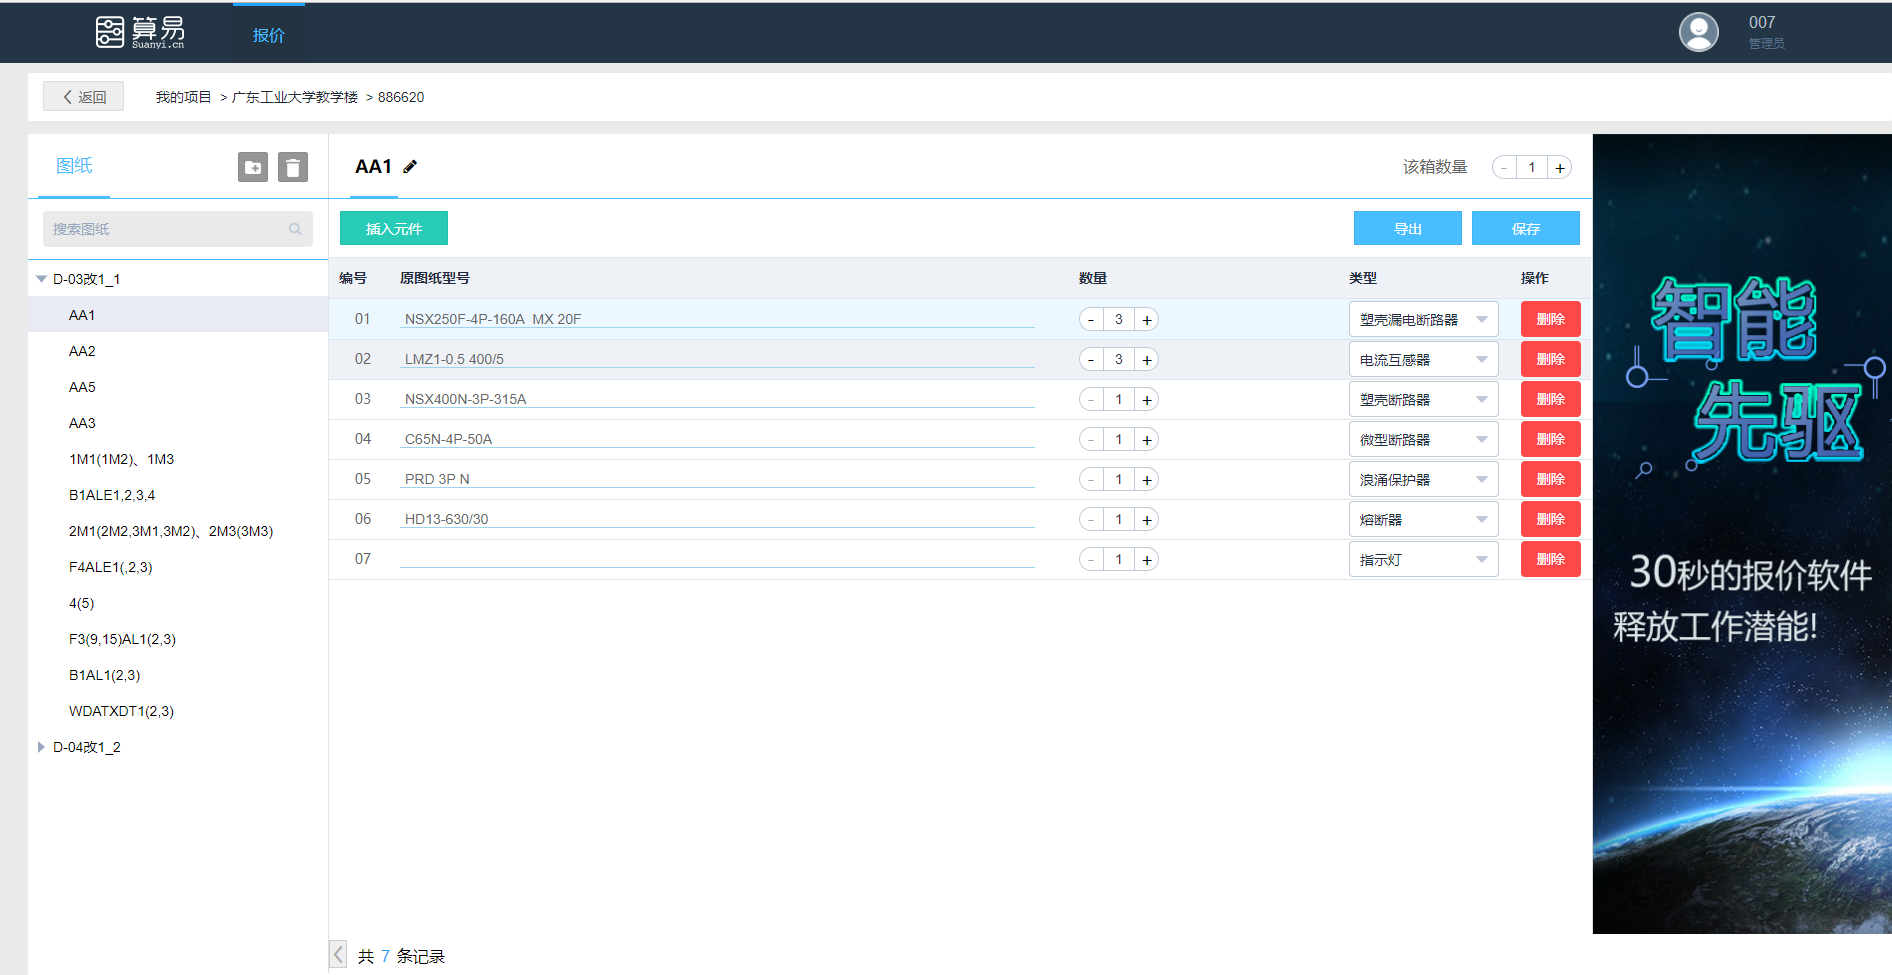 算易
Suanyi.cn
报价
007
管理员
返回
我的项目 > 广东工业大学教学楼 > 886620
图纸
AA1
该箱数量 - 1 +
搜索图纸
插入元件
导出
保存
编号 原图纸型号 数量 类型 操作
01 NSX250F-4P-160A MX 20F - 3 + 塑壳漏电断路器 删除
02 LMZ1-0.5 400/5 - 3 + 电流互感器 删除
03 NSX400N-3P-315A - 1 + 塑壳断路器 删除
04 C65N-4P-50A - 1 + 微型断路器 删除
05 PRD 3P N - 1 + 浪涌保护器 删除
06 HD13-630/30 - 1 + 熔断器 删除
07 - 1 + 指示灯 删除
D-03改1_1
AA1
AA2
AA5
AA3
1M1(1M2)、1M3
B1ALE1,2,3,4
2M1(2M2,3M1,3M2)、2M3(3M3)
F4ALE1(,2,3)
4(5)
F3(9,15)AL1(2,3)
B1AL1(2,3)
WDATXDT1(2,3)
D-04改1_2
共 7 条记录
智能
先驱
30秒的报价软件
释放工作潜能!